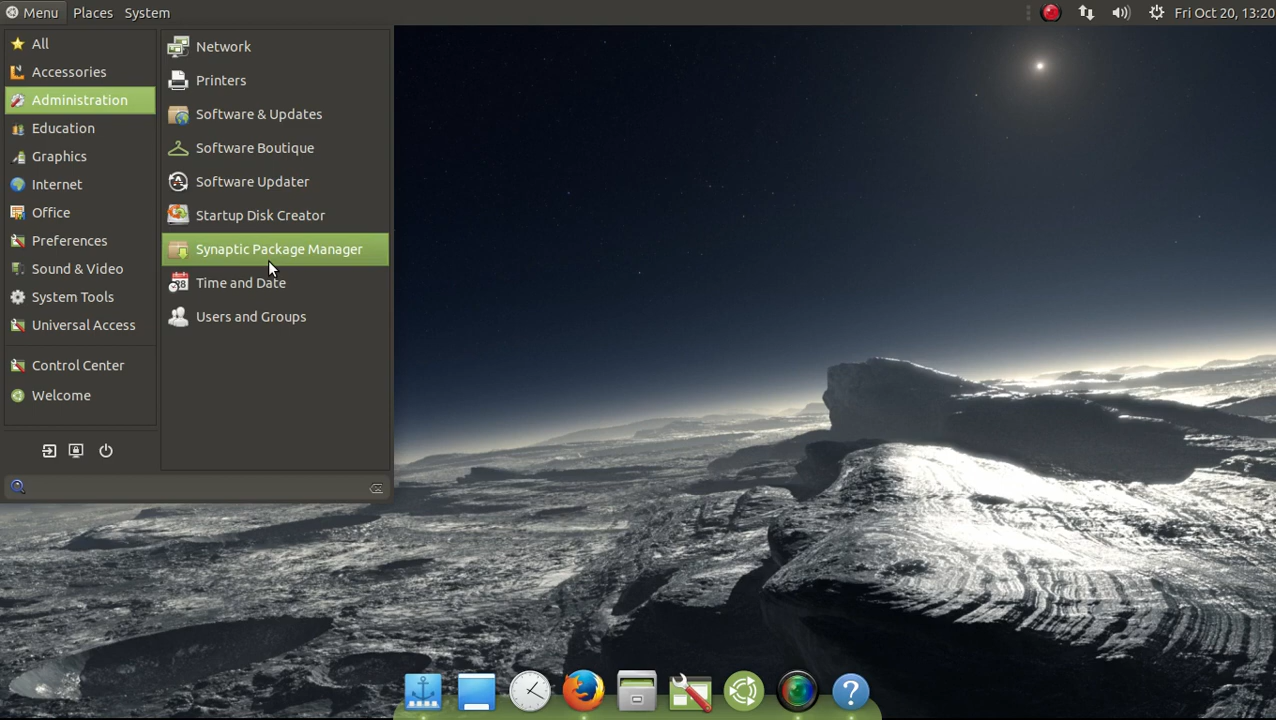 Menu Places System Fri Oct 20, 13:20
All
Accessories
Administration
Education
Graphics
Internet
Office
Preferences
Sound & Video
System Tools
Universal Access
Control Center
Welcome
Network
Printers
Software & Updates
Software Boutique
Software Updater
Startup Disk Creator
Synaptic Package Manager
Time and Date
Users and Groups